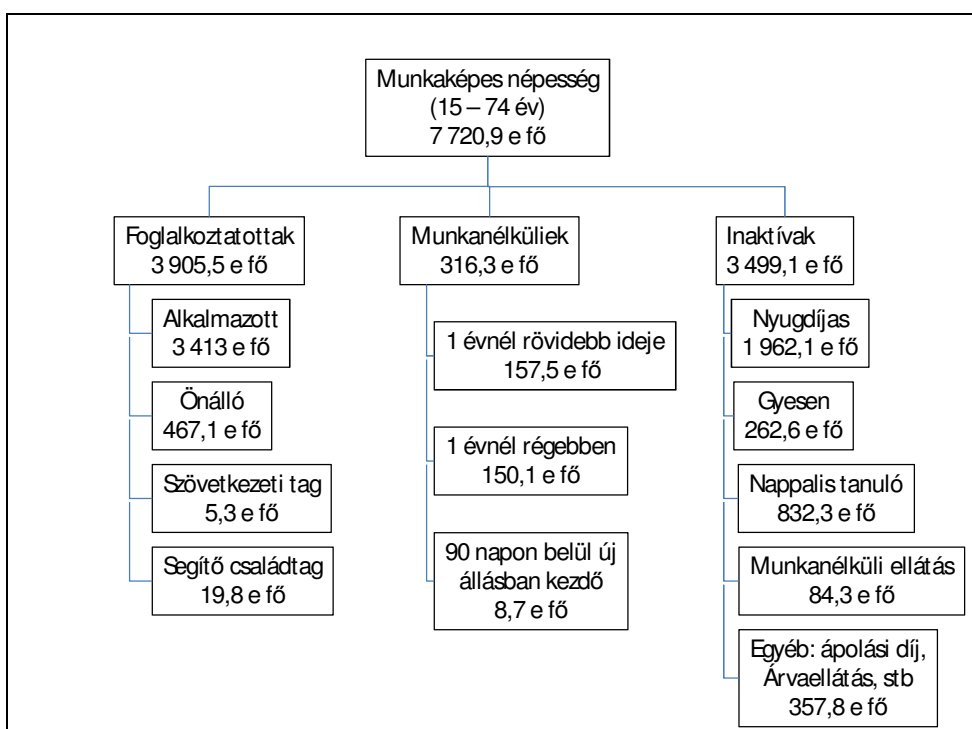 Munkaképes népesség
(15 – 74 év)
7 720,9 e fő
Foglalkoztatottak
3 905,5 e fő
Alkalmazott
3 413 e fő
Önálló
467,1 e fő
Szövetkezeti tag
5,3 e fő
Segítő családtag
19,8 e fő
Munkanélküliek
316,3 e fő
1 évnél rövidebb ideje
157,5 e fő
1 évnél régebben
150,1 e fő
90 napon belül új
állásban kezdő
8,7 e fő
Inaktívak
3 499,1 e fő
Nyugdíjas
1 962,1 e fő
Gyesen
262,6 e fő
Nappalis tanuló
832,3 e fő
Munkanélküli ellátás
84,3 e fő
Egyéb: ápolási díj,
Árvaellátás, stb
357,8 e fő